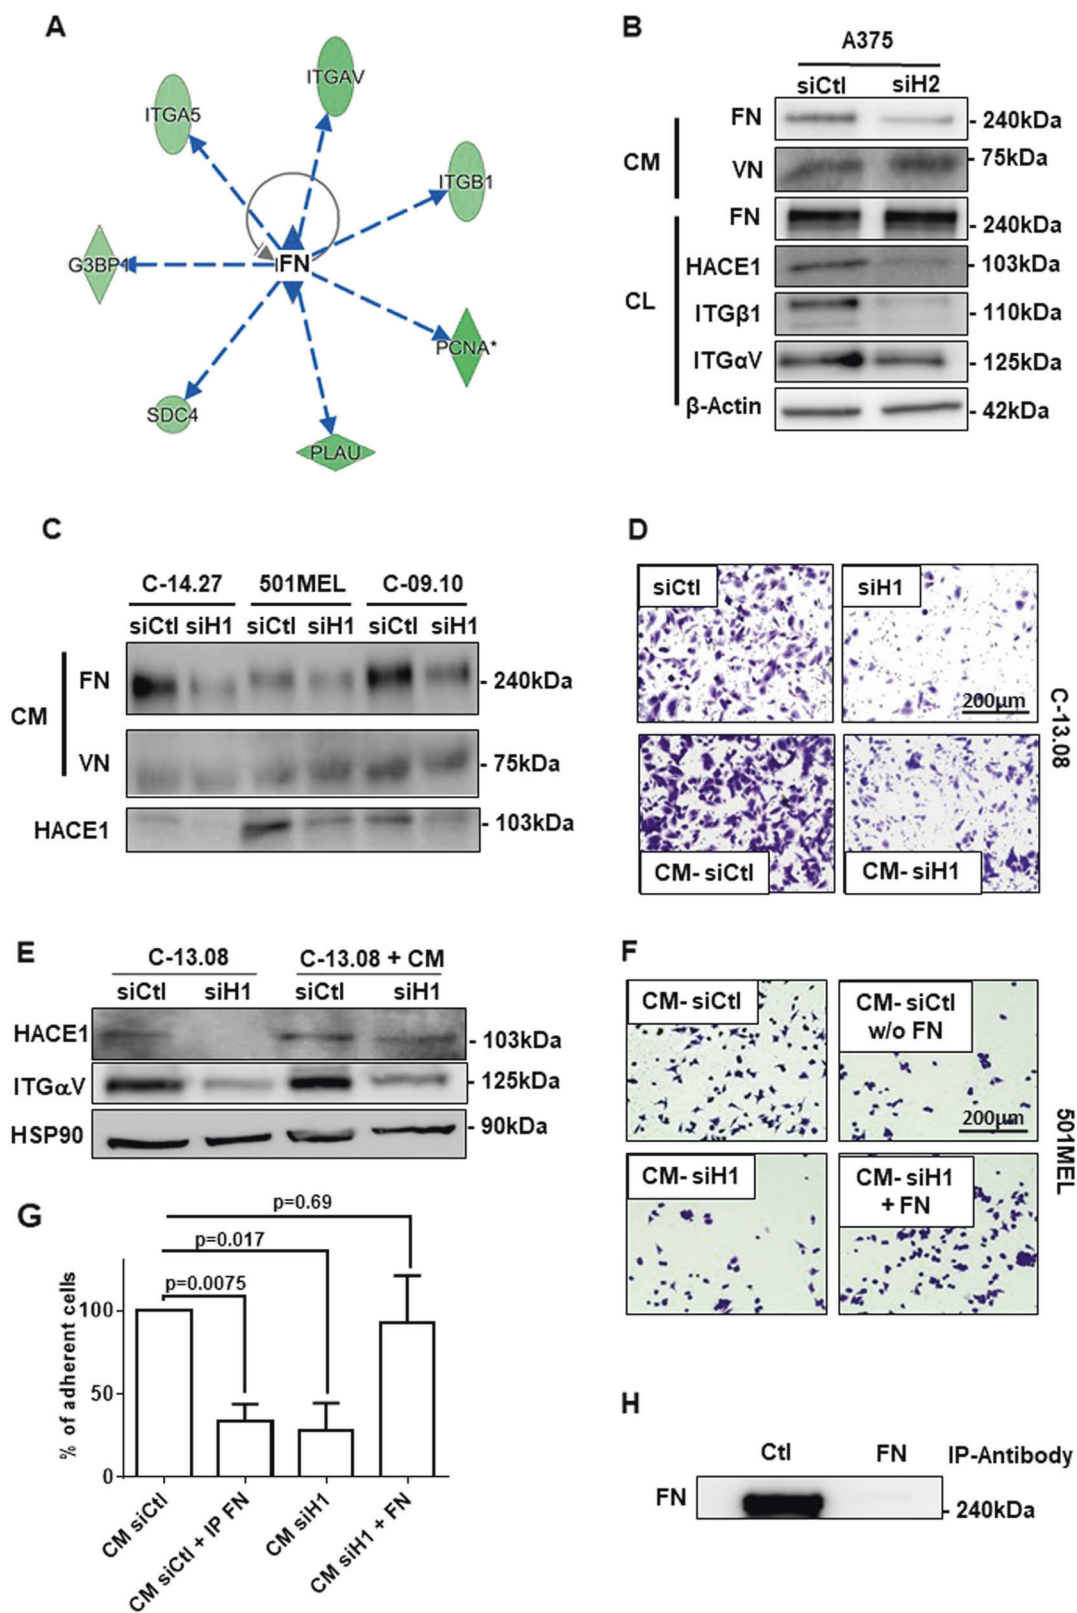 A
ITGAV
ITGA5
ITGB1
G3BP1
FN
PCNA*
SDC4
PLAU
B
A375
siCtl siH2
CM
FN - 240kDa
VN - 75kDa
CL
FN - 240kDa
HACE1 - 103kDa
ITGβ1 - 110kDa
ITGαV - 125kDa
β-Actin - 42kDa
C
C-14.27 501MEL C-09.10
siCtl siH1 siCtl siH1 siCtl siH1
CM
FN - 240kDa
VN - 75kDa
HACE1 - 103kDa
D
siCtl
siH1
200µm
CM- siCtl
CM- siH1
C-13.08
E
C-13.08 C-13.08 + CM
siCtl siH1 siCtl siH1
HACE1 - 103kDa
ITGαV - 125kDa
HSP90 - 90kDa
F
CM- siCtl
CM- siCtl
w/o FN
200µm
CM- siH1
CM- siH1
+ FN
501MEL
G
p=0.69
p=0.017
p=0.0075
% of adherent cells
100
50
0
CM siCtl
CM siCtl + IP FN
CM siH1
CM siH1 + FN
H
Ctl FN IP-Antibody
FN - 240kDa